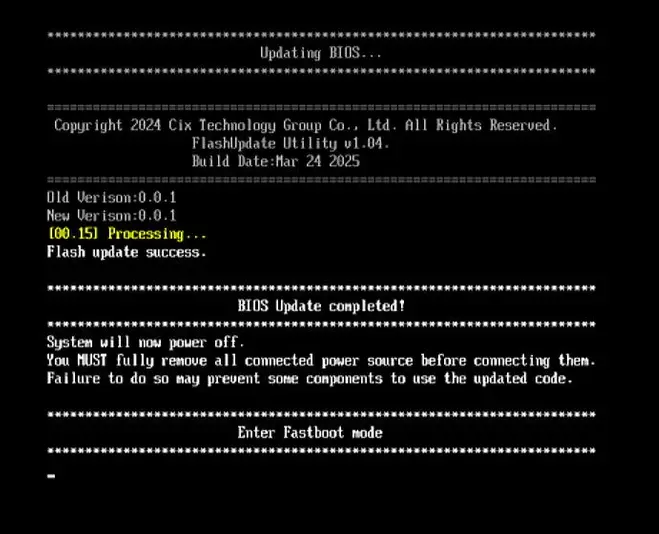 ************************************************************************
Updating BIOS...
************************************************************************
========================================================================
Copyright 2024 Cix Technology Group Co., Ltd. All Rights Reserved.
FlashUpdate Utility v1.04.
Build Date:Mar 24 2025
========================================================================
Old Verison:0.0.1
New Verison:0.0.1
[00.15] Processing...
Flash update success.
************************************************************************
BIOS Update completed!
************************************************************************
System will now power off.
You MUST fully remove all connected power source before connecting them.
Failure to do so may prevent some components to use the updated code.
************************************************************************
Enter Fastboot mode
************************************************************************
_